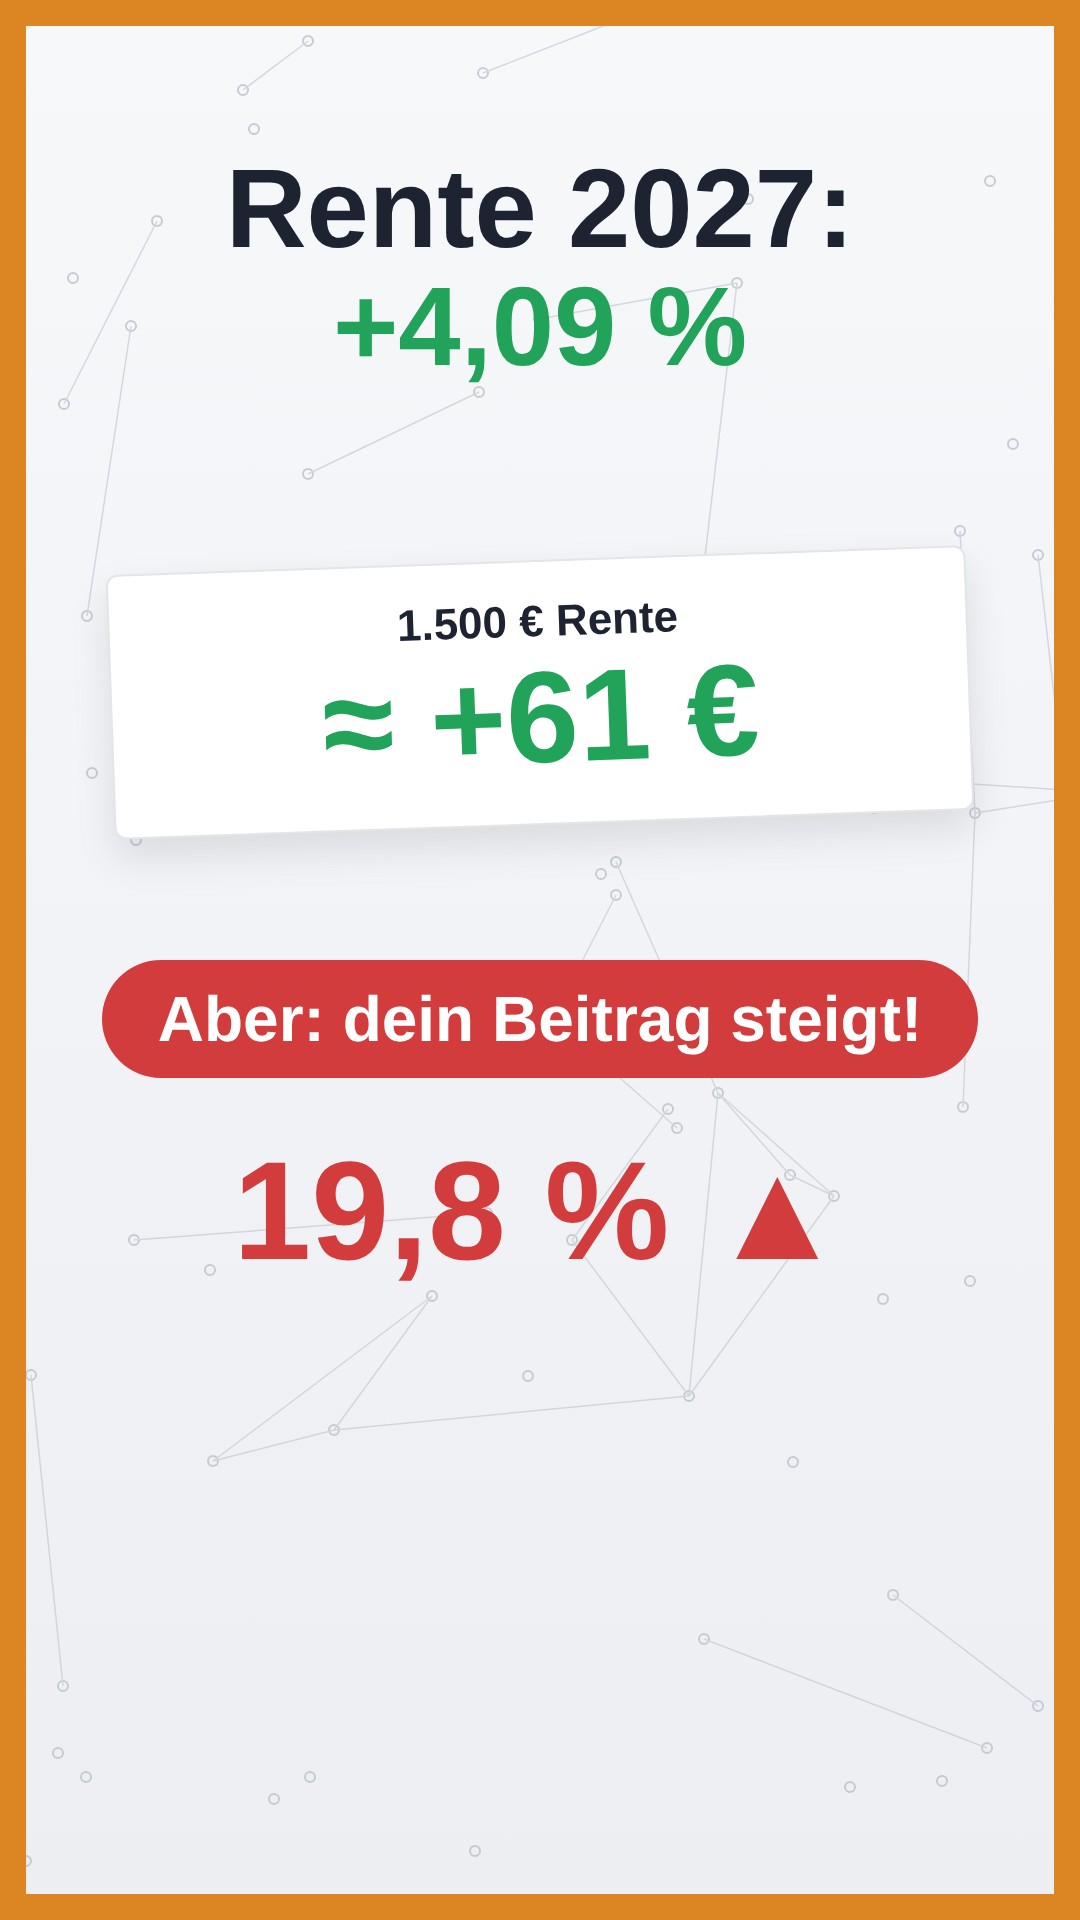 Rente 2027:
+4,09 %
1.500 € Rente
≈ +61 €
Aber: dein Beitrag steigt!
19,8 % ▲